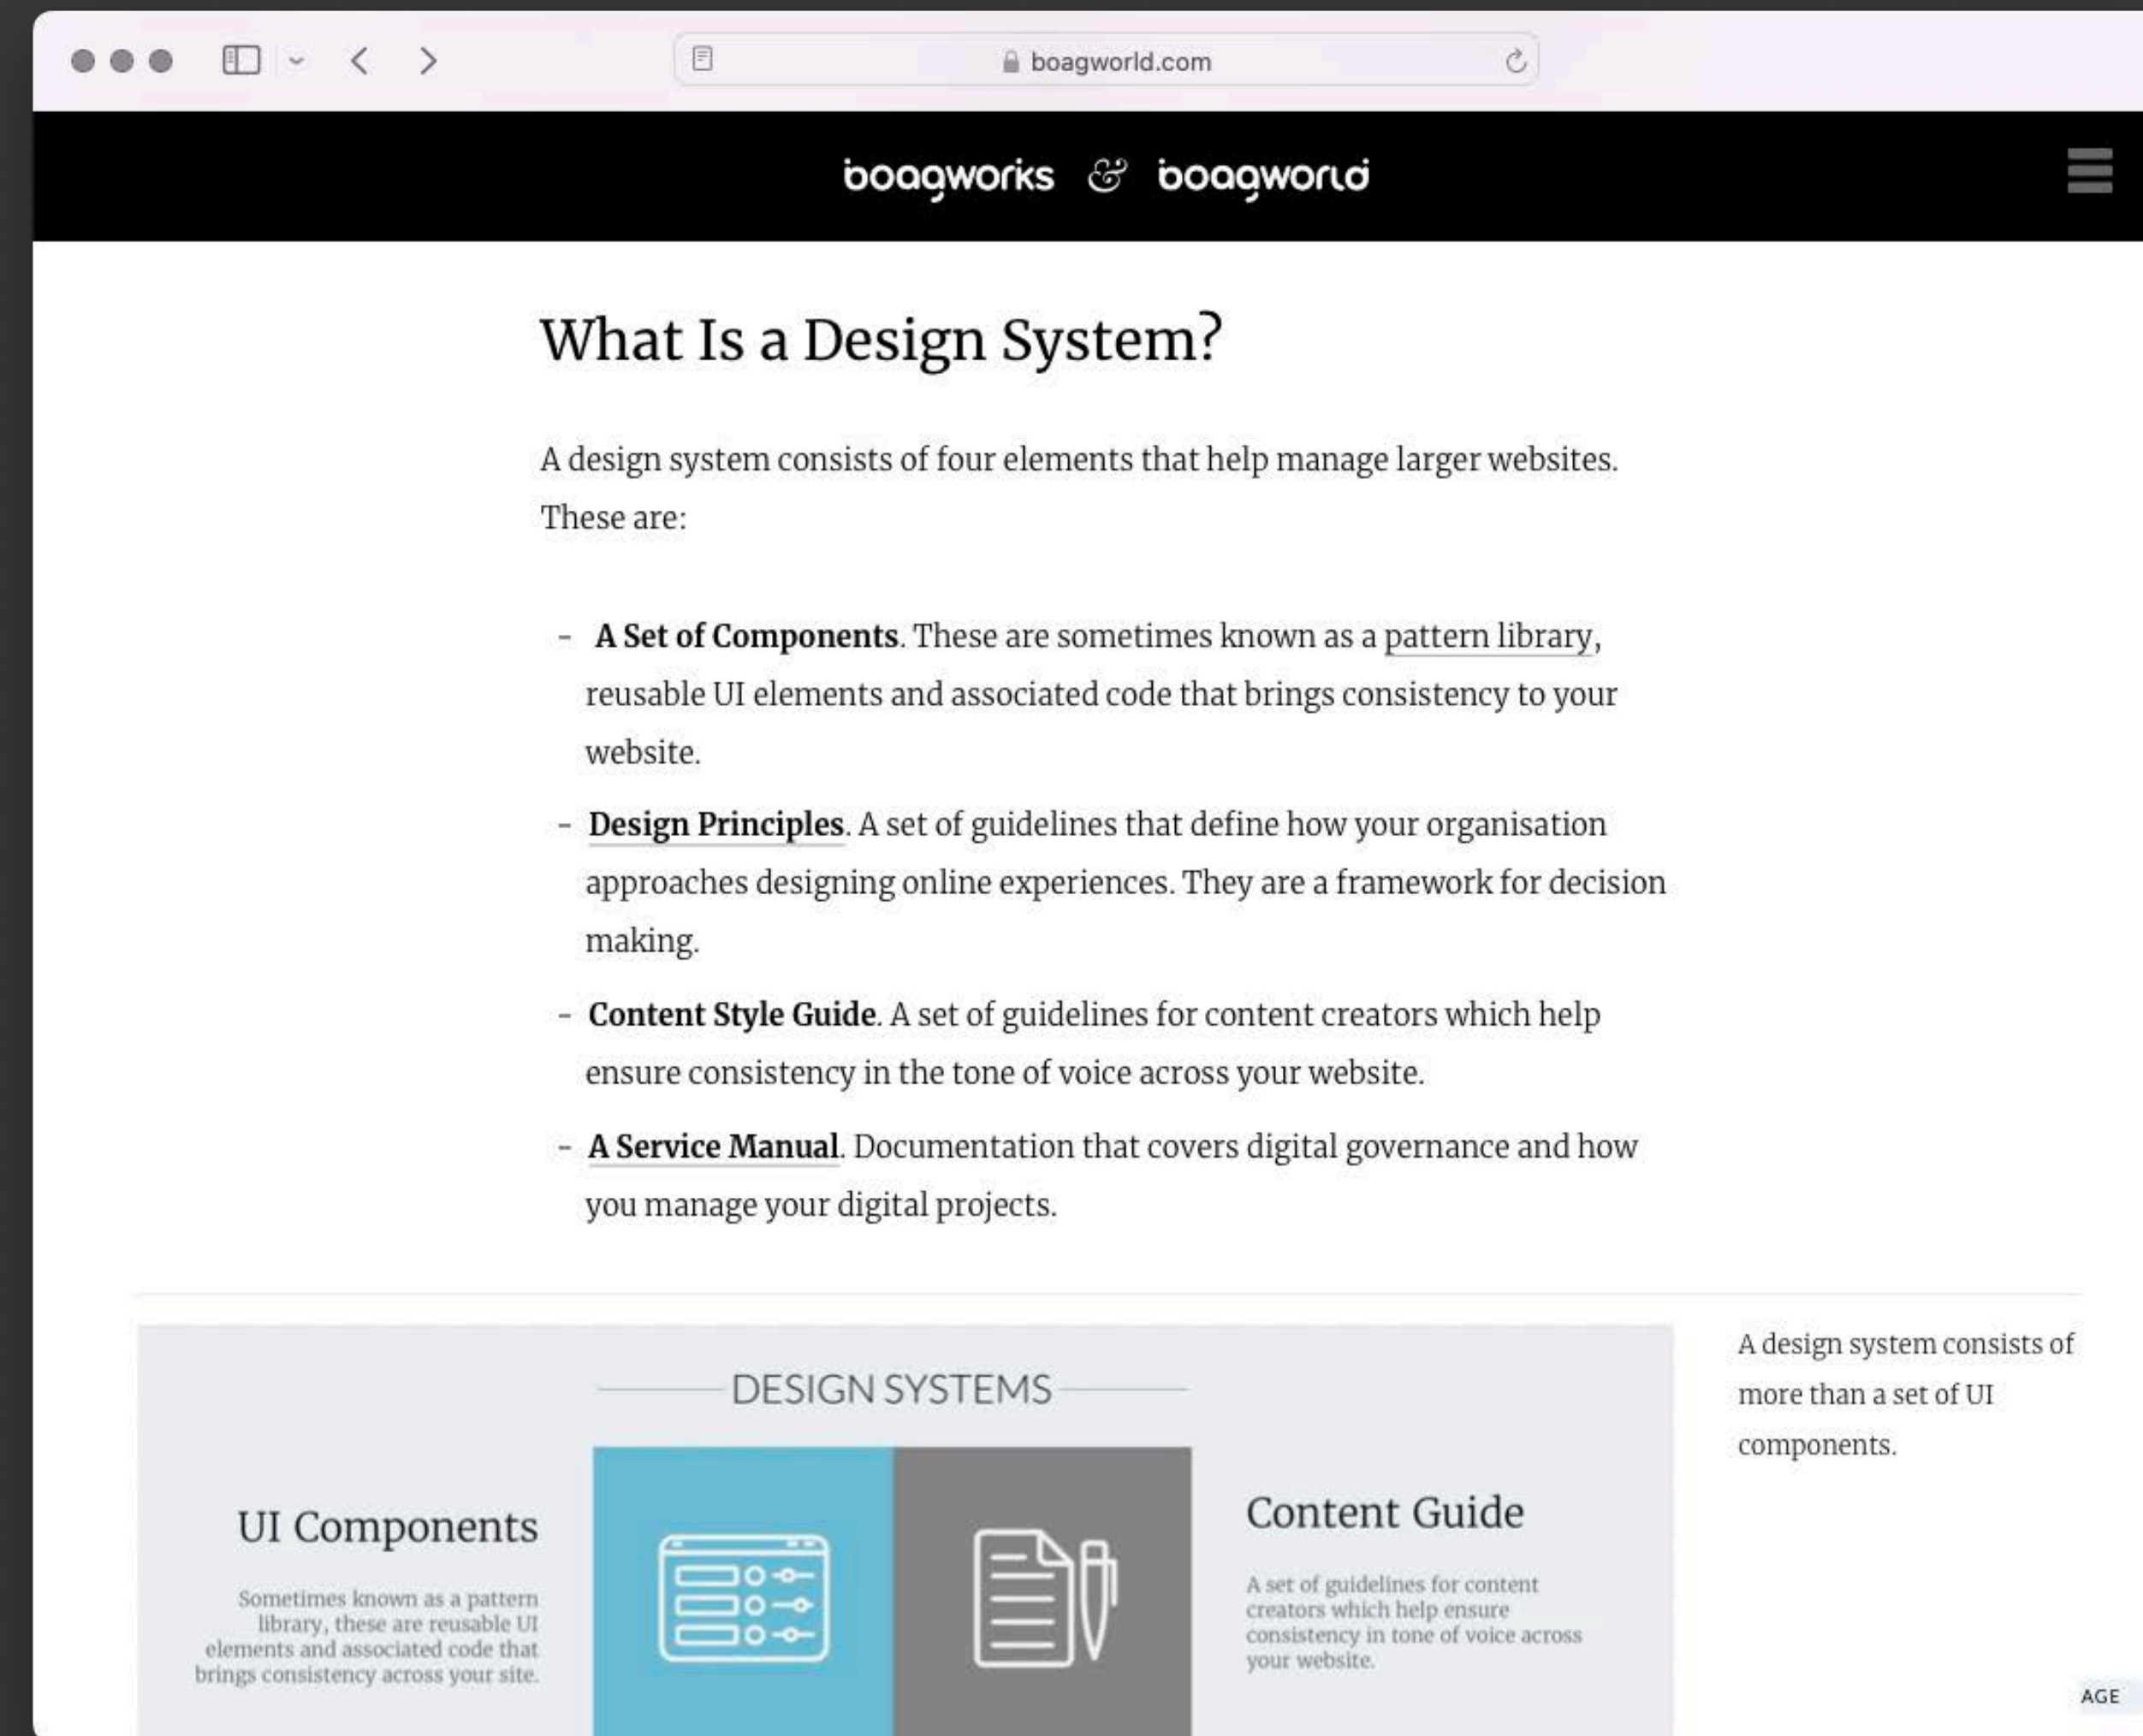 boagworld.com
boagworks & boagworld
What Is a Design System?
A design system consists of four elements that help manage larger websites.
These are:
- A Set of Components. These are sometimes known as a pattern library,
reusable UI elements and associated code that brings consistency to your
website.
- Design Principles. A set of guidelines that define how your organisation
approaches designing online experiences. They are a framework for decision
making.
- Content Style Guide. A set of guidelines for content creators which help
ensure consistency in the tone of voice across your website.
- A Service Manual. Documentation that covers digital governance and how
you manage your digital projects.
DESIGN SYSTEMS
UI Components
Sometimes known as a pattern
library, these are reusable UI
elements and associated code that
brings consistency across your site.
Content Guide
A set of guidelines for content
creators which help ensure
consistency in tone of voice across
your website.
A design system consists of
more than a set of UI
components.
AGE